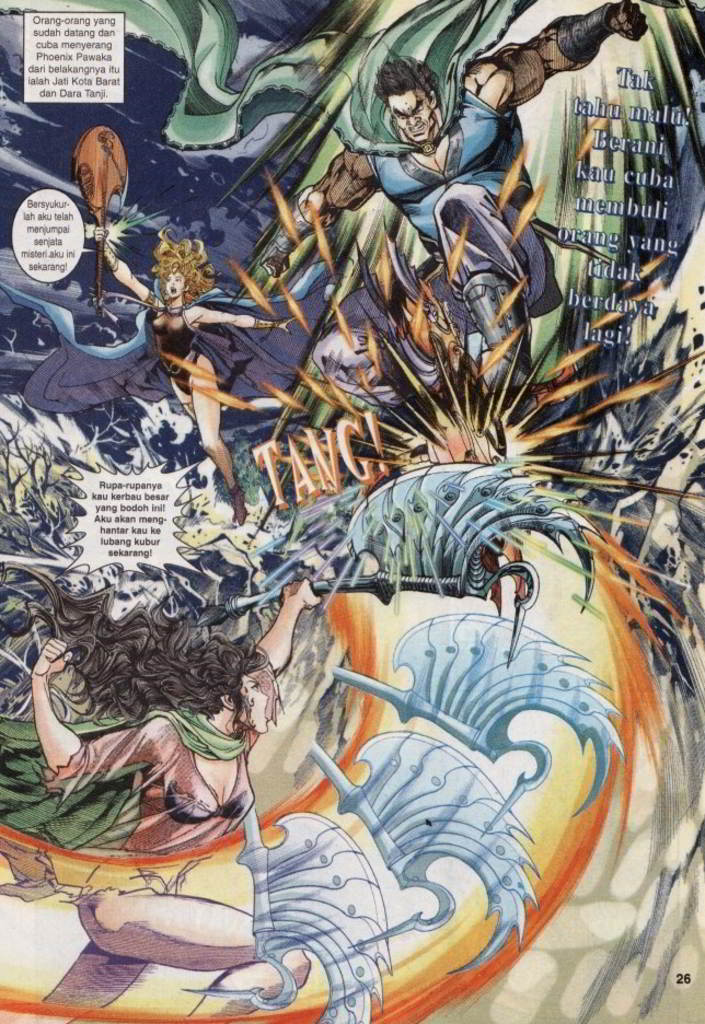 Orang-orang yang
sudah datang dan
cuba menyerang
Phoenix Pawaka
dari belakangnya itu
ialah Jati Kota Barat
dan Dara Tanji.
Tak
tahu malu,
berani
kau cuba
membuli
orang yang
tidak
berdaya
lagi!
Bersyukur-
lah aku telah
menjumpai
senjata
misteri.aku ini
sekarang!
TANG!
Rupa-rupanya
kau kerbau besar
yang bodoh ini!
Aku akan meng-
hantar kau ke
lubang kubur
sekarang!
26